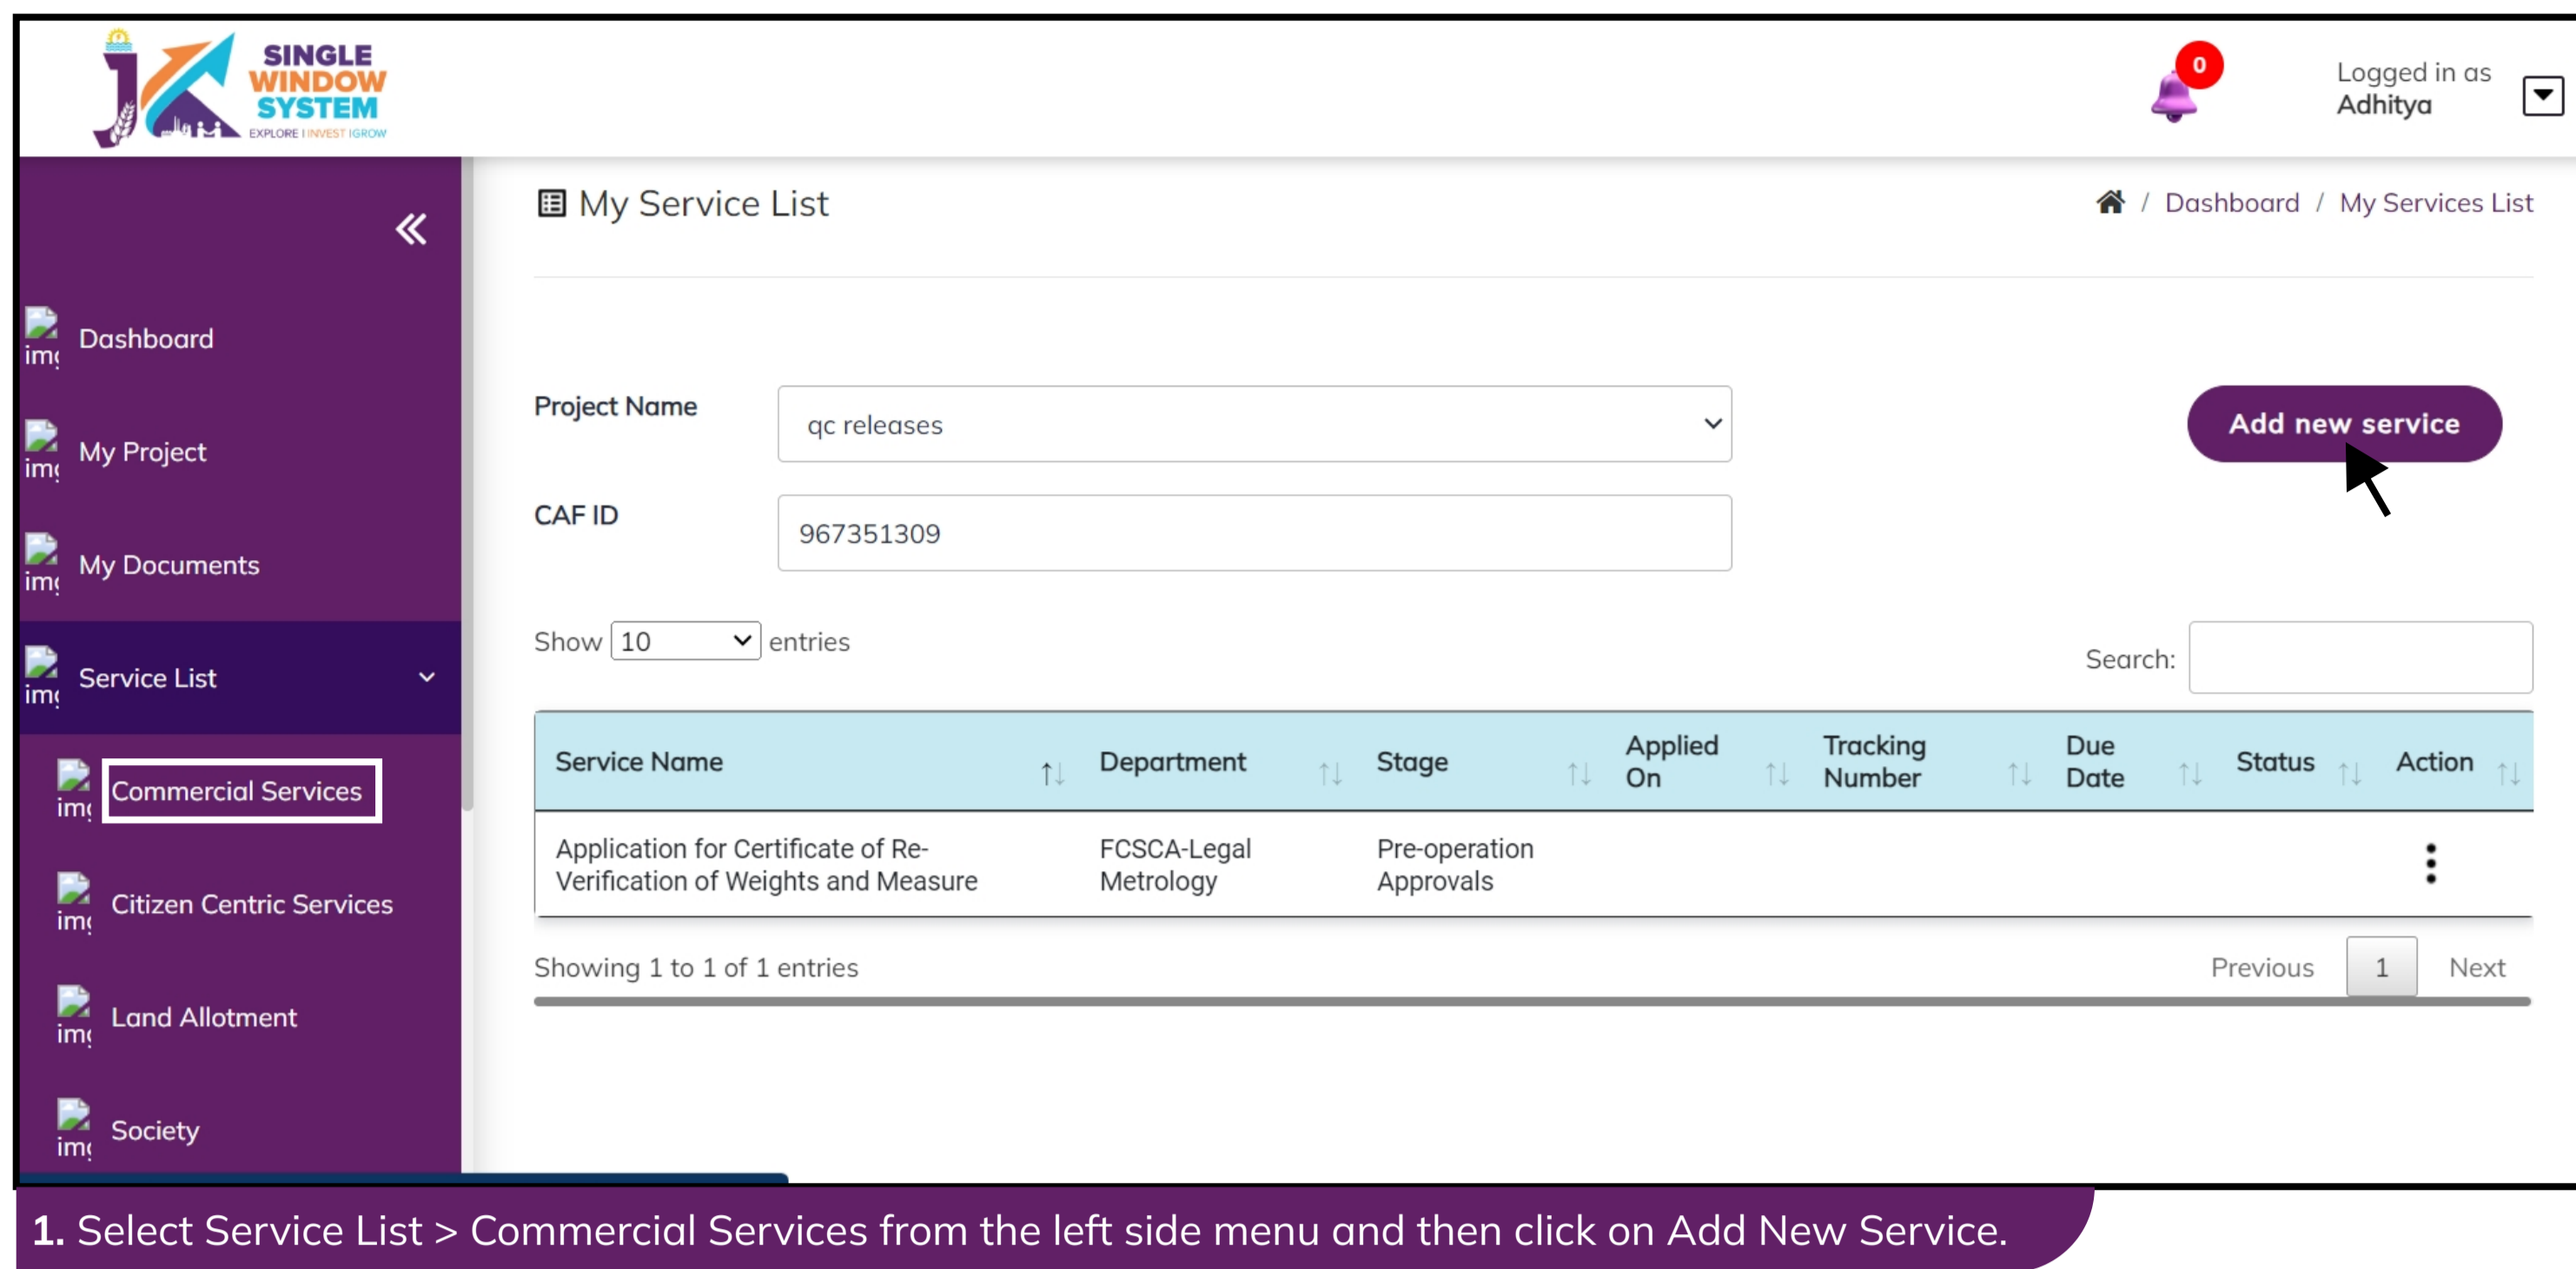 SINGLE
WINDOW
SYSTEM
EXPLORE I INVEST IGROW
0
Logged in as
Adhitya
My Service List
/ Dashboard / My Services List
Dashboard
My Project
My Documents
Service List
Commercial Services
Citizen Centric Services
Land Allotment
Society
Project Name
qc releases
Add new service
CAF ID
967351309
Show 10 entries
Search:
Service Name
Department
Stage
Applied
On
Tracking
Number
Due
Date
Status
Action
Application for Certificate of Re-
Verification of Weights and Measure
FCSCA-Legal
Metrology
Pre-operation
Approvals
Showing 1 to 1 of 1 entries
Previous 1 Next
1. Select Service List > Commercial Services from the left side menu and then click on Add New Service.